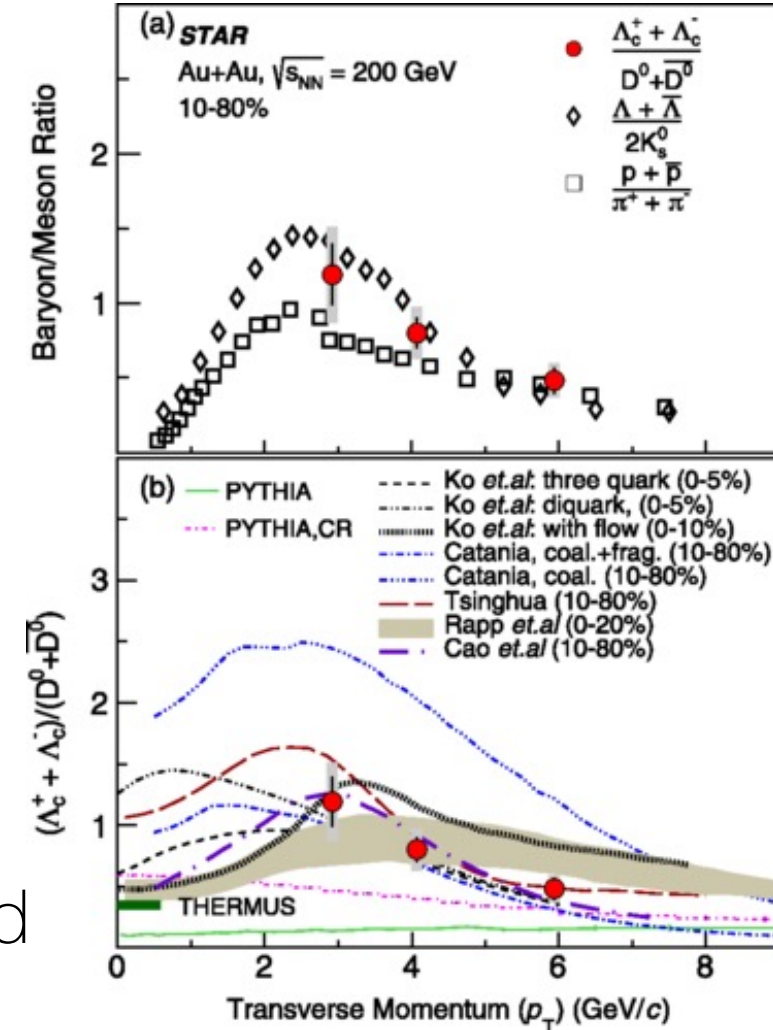 (a) STAR
Au+Au, √s_NN = 200 GeV
10-80%
Λc⁺ + Λc⁻
D⁰+D̅⁰
Λ + Λ̅
2Kₛ⁰
p + p̅
π⁺ + π⁻
Baryon/Meson Ratio
2
1
(b)
PYTHIA
PYTHIA,CR
Ko et.al: three quark (0-5%)
Ko et.al: diquark, (0-5%)
Ko et.al: with flow (0-10%)
Catania, coal.+frag. (10-80%)
Catania, coal. (10-80%)
Tsinghua (10-80%)
Rapp et.al (0-20%)
Cao et.al (10-80%)
(Λc⁺ + Λc⁻)/(D⁰+D̅⁰)
3
2
1
THERMUS
d
0 2 4 6 8
Transverse Momentum (p_T) (GeV/c)